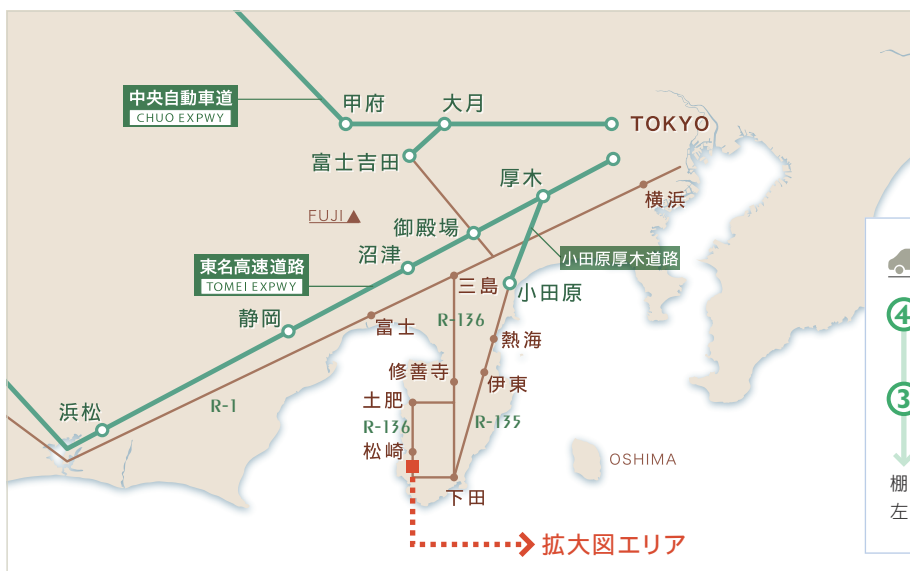 中央自動車道
CHUO EXPWY
甲府
大月
TOKYO
富士吉田
厚木
横浜
FUJI
御殿場
沼津
小田原厚木道路
東名高速道路
TOMEI EXPWY
三島
小田原
静岡
富士
R-136
熱海
修善寺
伊東
土肥
R-1
浜松
R-136
R-135
松崎
OSHIMA
下田
拡大図エリア
④
③
棚
左